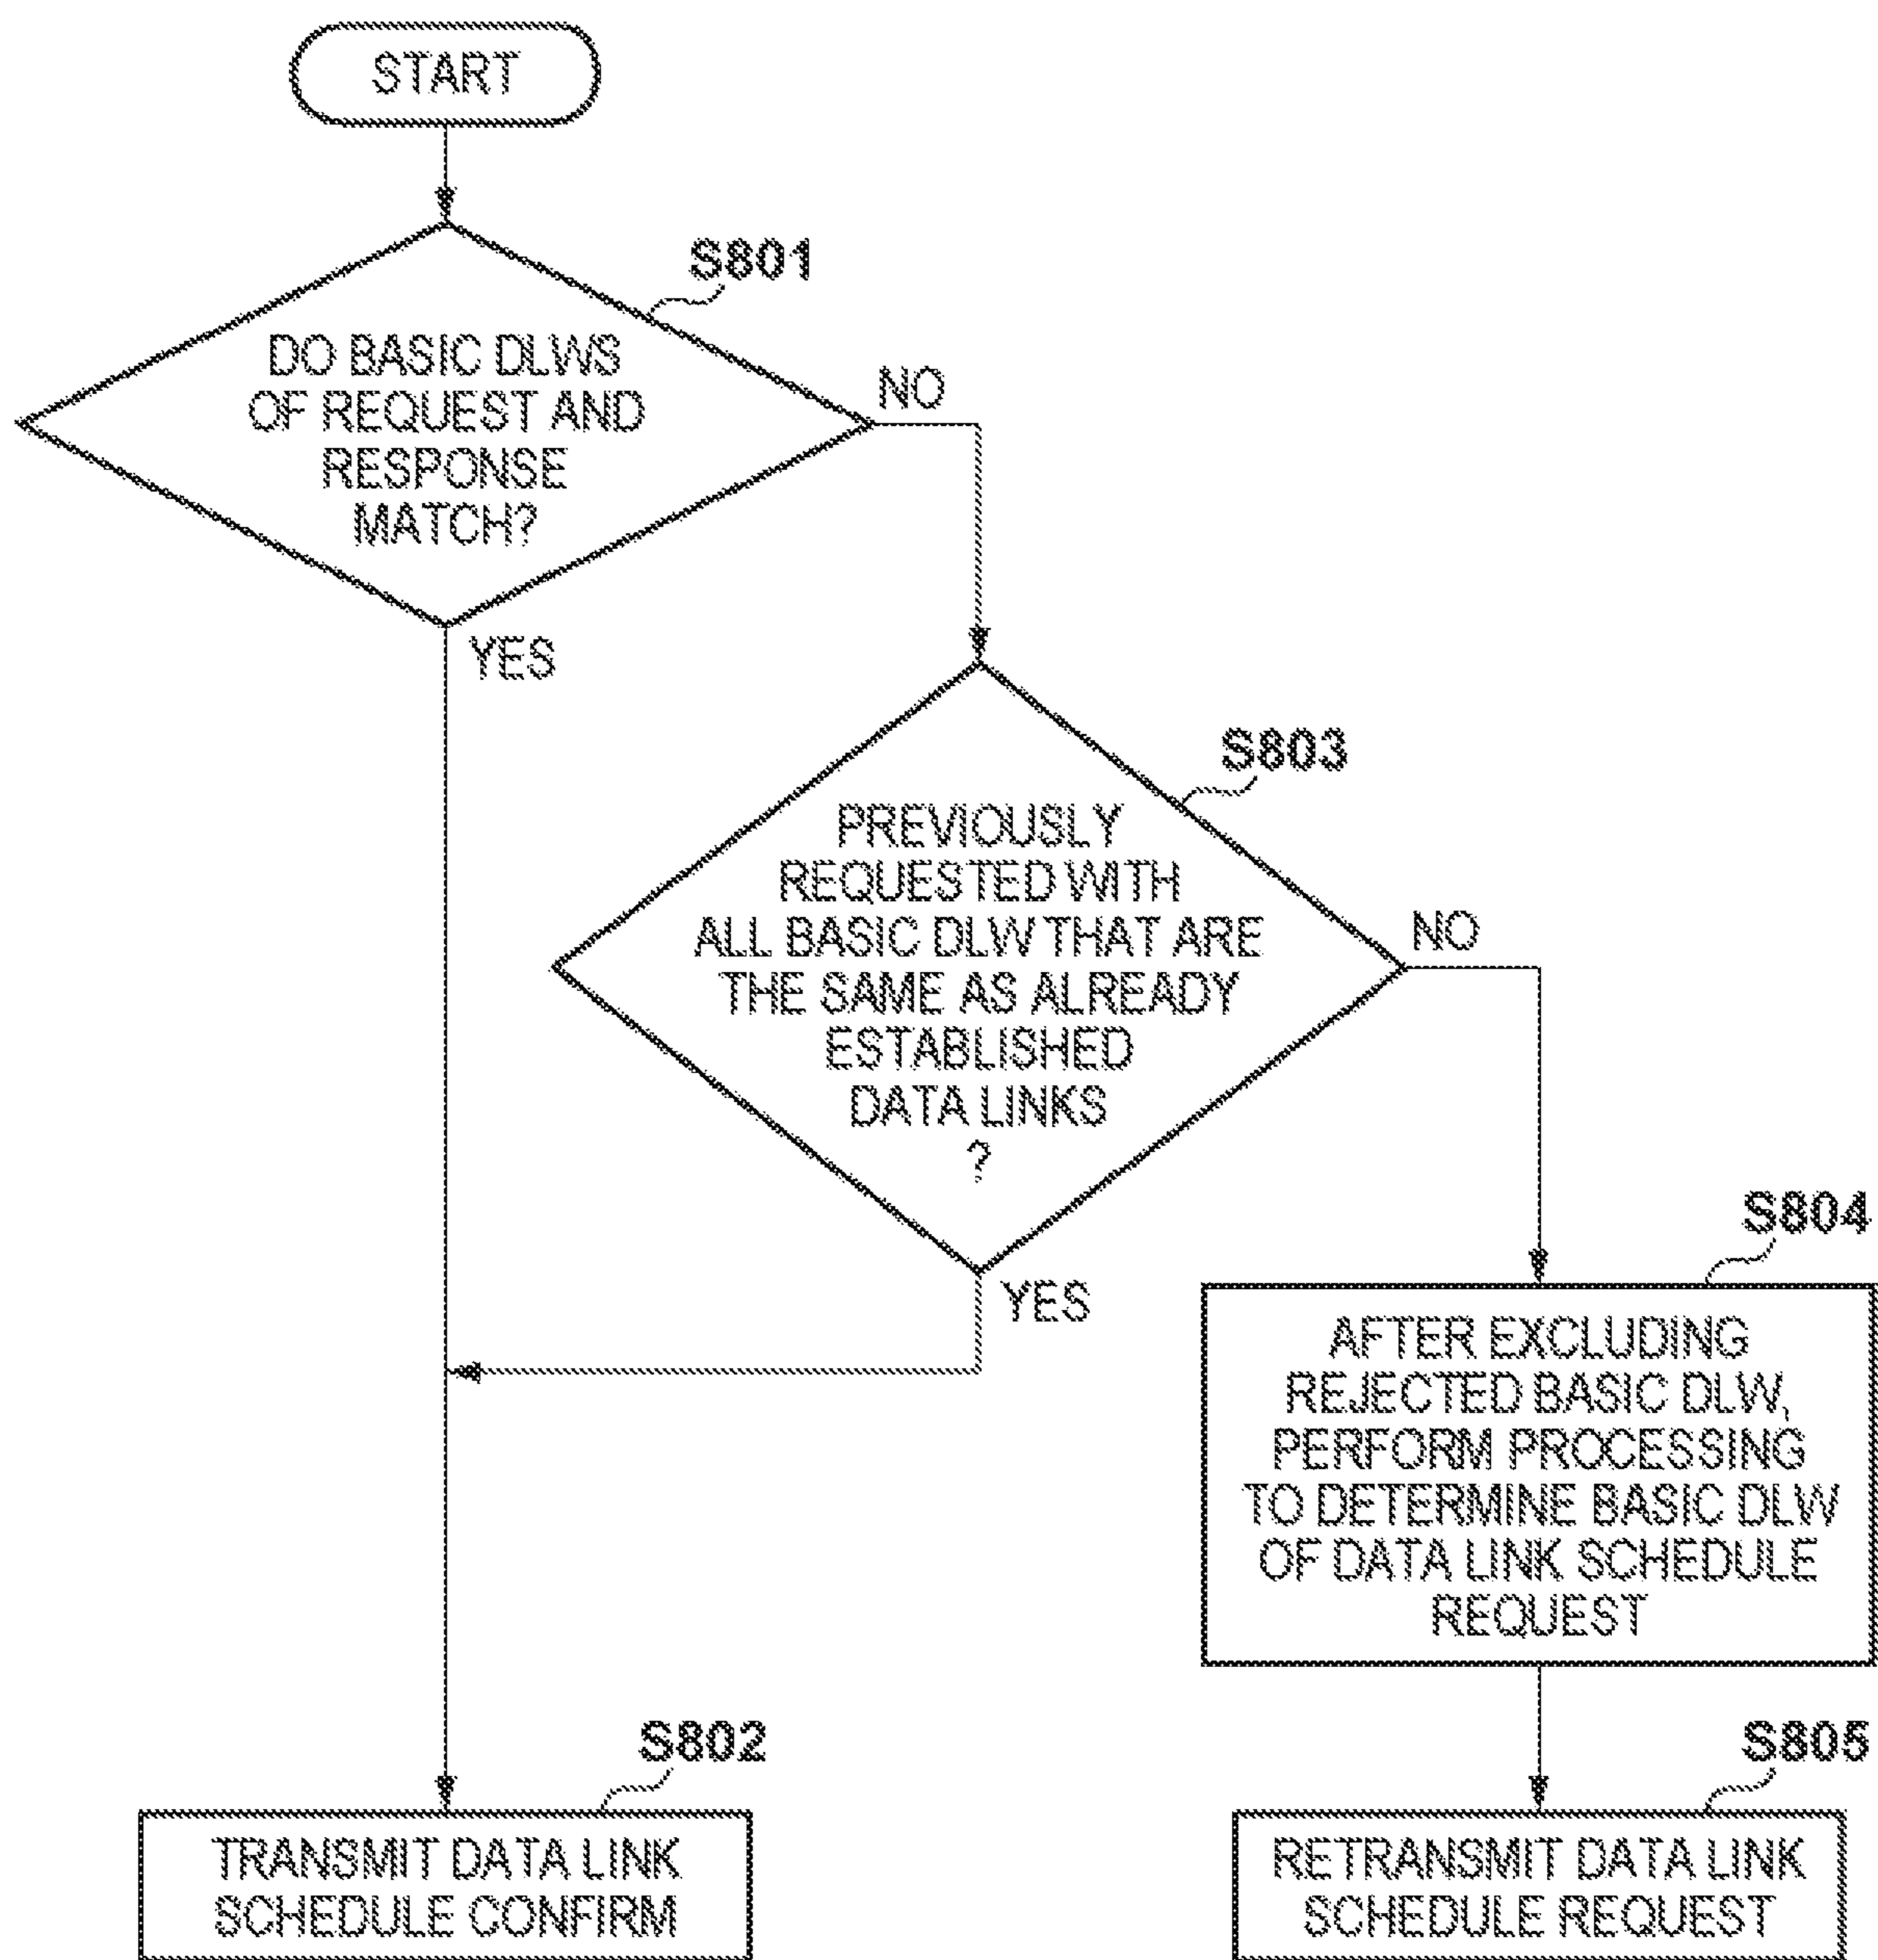 START
S801
DO BASIC DLWS
OF REQUEST AND
RESPONSE
MATCH?
NO
YES
S803
PREVIOUSLY
REQUESTED WITH
ALL BASIC DLW THAT ARE
THE SAME AS ALREADY
ESTABLISHED
DATA LINKS
?
NO
YES
S804
AFTER EXCLUDING
REJECTED BASIC DLW,
PERFORM PROCESSING
TO DETERMINE BASIC DLW
OF DATA LINK SCHEDULE
REQUEST
S802
TRANSMIT DATA LINK
SCHEDULE CONFIRM
S805
RETRANSMIT DATA LINK
SCHEDULE REQUEST